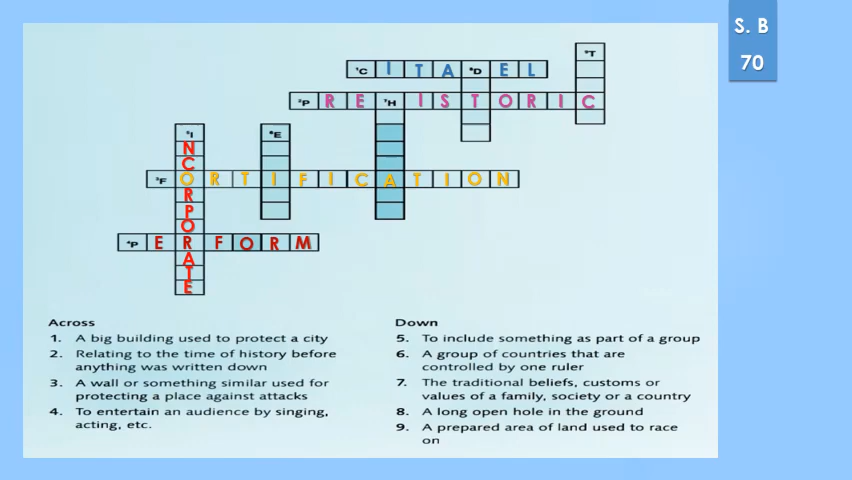 S. B
70
⁹T
¹C I T A ⁸D E L
²P R E ⁷H I S T O R I C
⁵I ⁶E
N
C
³F O R T I F I C A T I O N
R
P
O
⁴P E R F O R M
A
T
E
Across
1. A big building used to protect a city
2. Relating to the time of history before
anything was written down
3. A wall or something similar used for
protecting a place against attacks
4. To entertain an audience by singing,
acting, etc.
Down
5. To include something as part of a group
6. A group of countries that are
controlled by one ruler
7. The traditional beliefs, customs or
values of a family, society or a country
8. A long open hole in the ground
9. A prepared area of land used to race
on